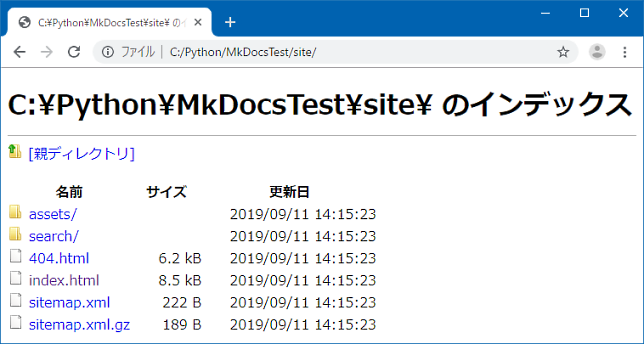 C:¥Python¥MkDocsTest¥site¥ のイ
ファイル | C:/Python/MkDocsTest/site/
C:¥Python¥MkDocsTest¥site¥ のインデックス
[親ディレクトリ]
名前 サイズ 更新日
assets/ 2019/09/11 14:15:23
search/ 2019/09/11 14:15:23
404.html 6.2 kB 2019/09/11 14:15:23
index.html 8.5 kB 2019/09/11 14:15:23
sitemap.xml 222 B 2019/09/11 14:15:23
sitemap.xml.gz 189 B 2019/09/11 14:15:23